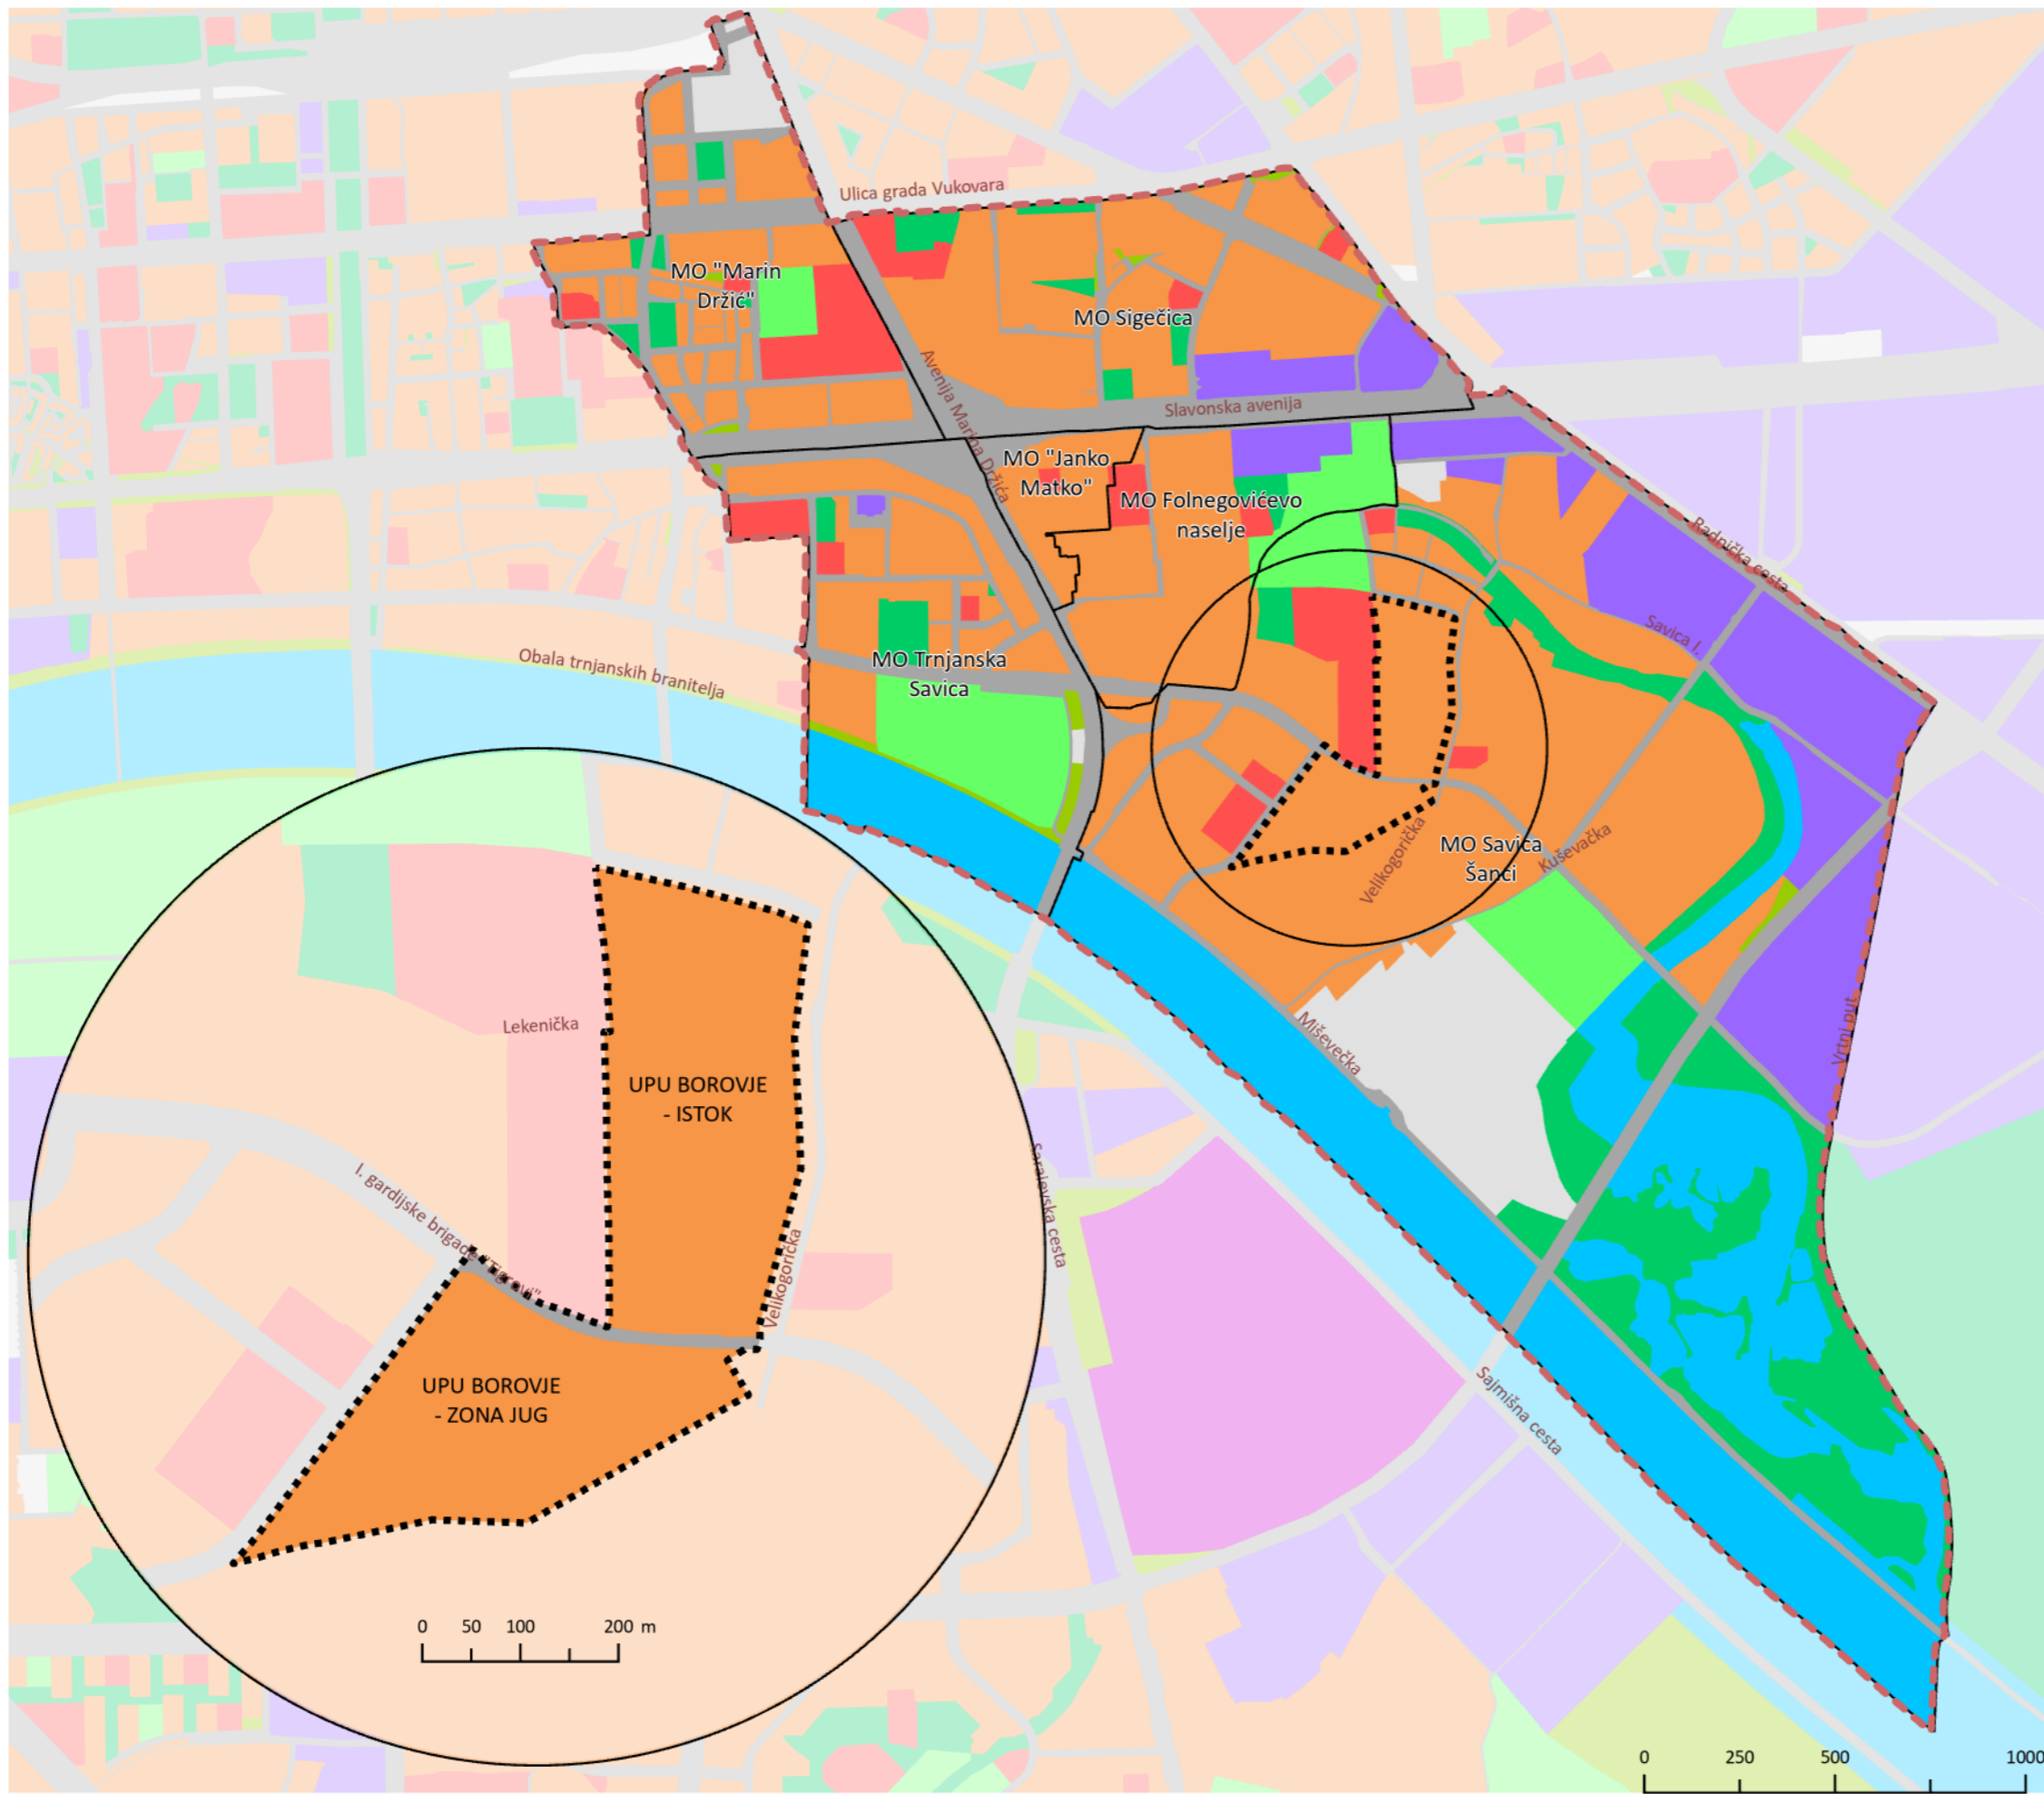 Ulica grada Vukovara
MO "Marin
Držić"
MO Sigečica
Avenija Marina Držića
Slavonska avenija
MO "Janko
Matko"
MO Folnegovićevo
naselje
Radnička cesta
Savica I.
MO Trnjanska
Savica
Obala trnjanskih branitelja
Velikogorička
MO Savica
Šanci
Kuševačka
Miševečka
Vrtni put
Lekenička
UPU BOROVJE
- ISTOK
I. gardijske brigade "Tigrovi"
Velikogorička
Sarajevska cesta
UPU BOROVJE
- ZONA JUG
Sajmišna cesta
0 50 100 200 m
0 250 500 1000